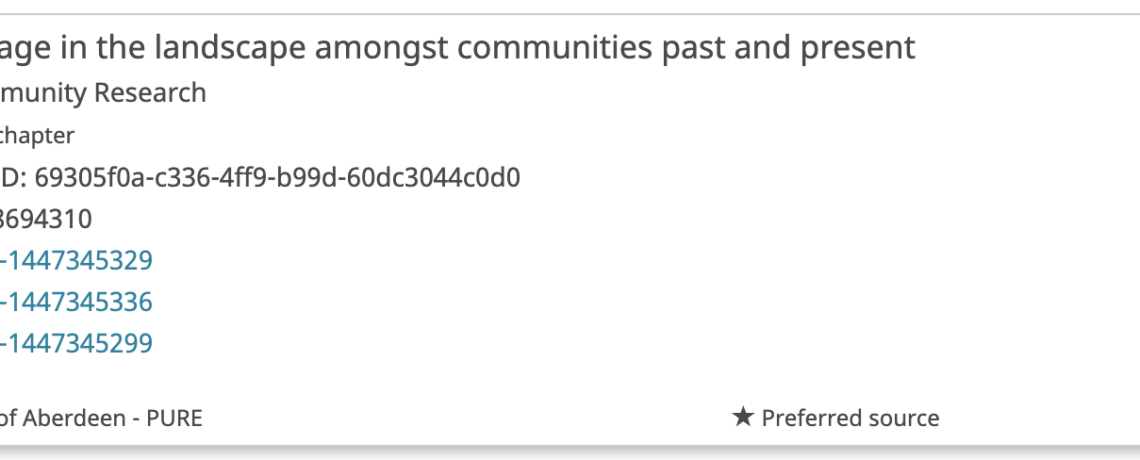 age in the landscape amongst communities past and present
munity Research
chapter
D: 69305f0a-c336-4ff9-b99d-60dc3044c0d0
3694310
-1447345329
-1447345336
-1447345299
of Aberdeen - PURE
★ Preferred source